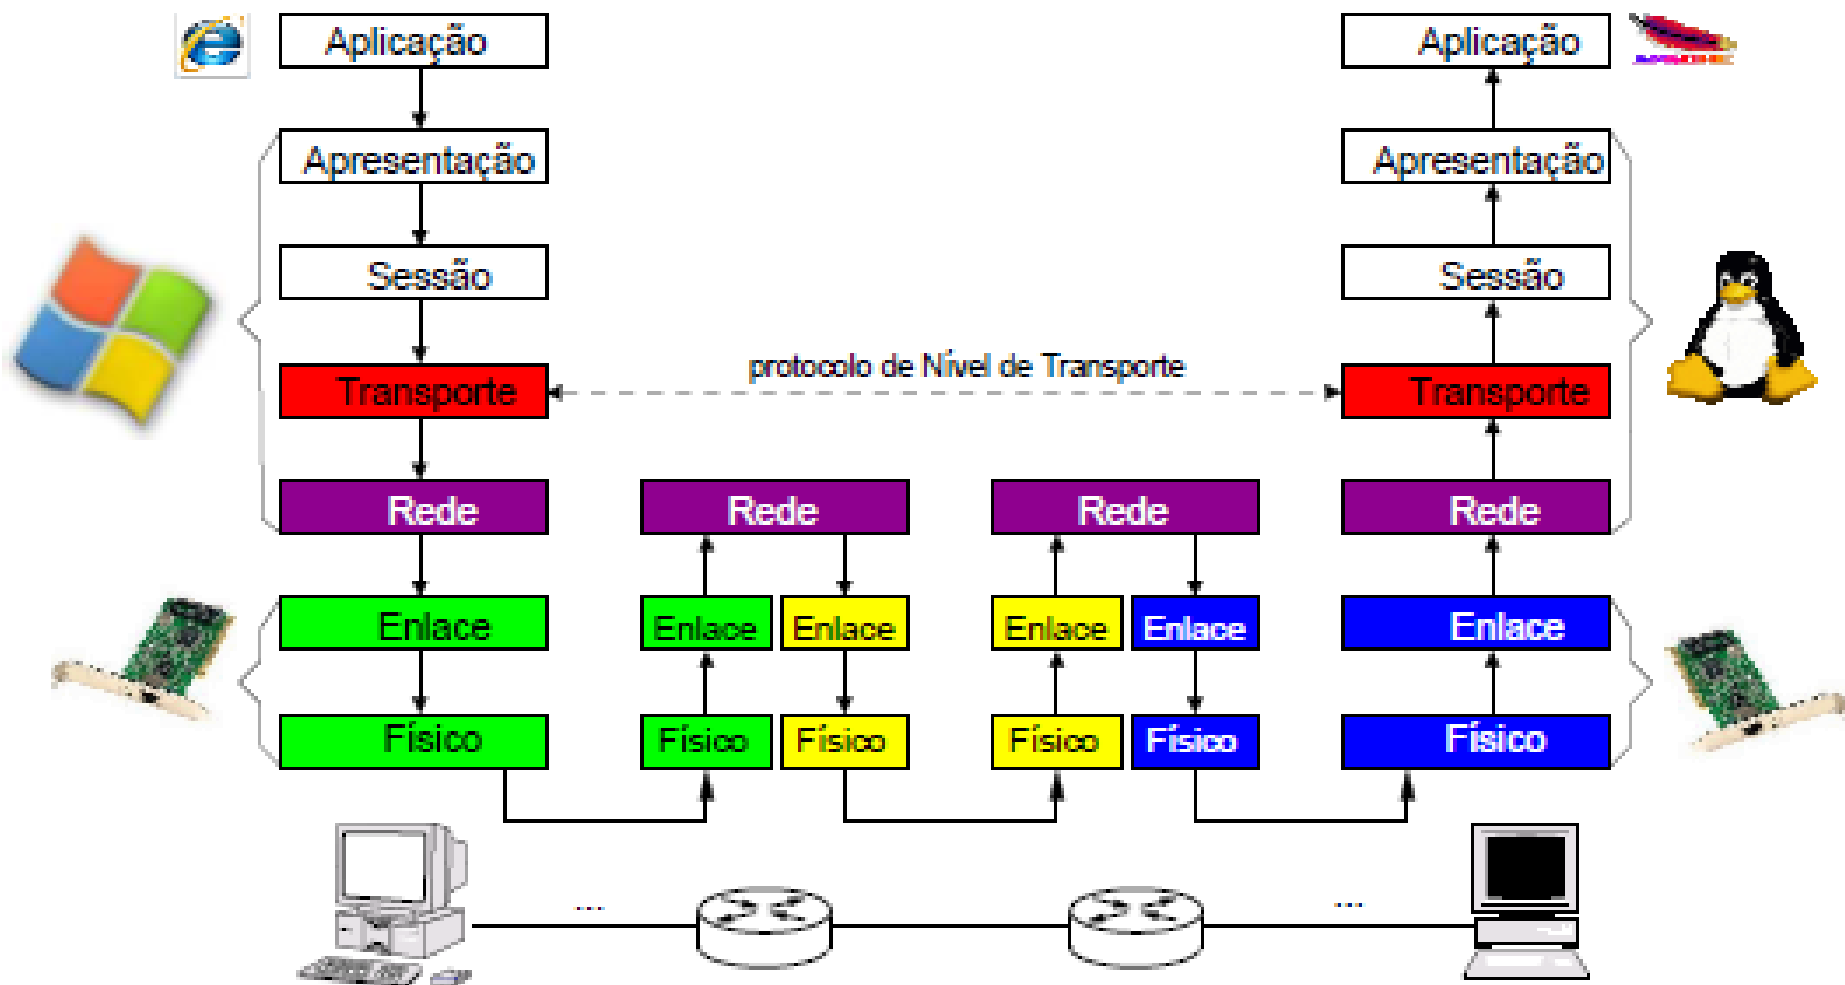 Aplicação
Aplicação
Apresentação
Apresentação
Sessão
Sessão
protocolo de Nível de Transporte
Transporte
Transporte
Rede
Rede
Rede
Rede
Enlace
Enlace
Enlace
Enlace
Enlace
Enlace
Físico
Físico
Físico
Físico
Físico
Físico
...
...